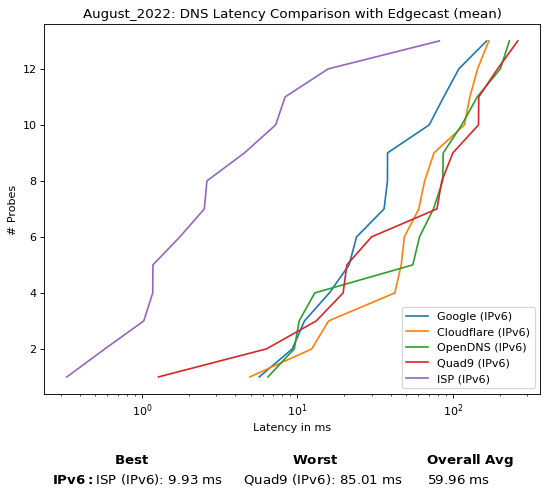 August_2022: DNS Latency Comparison with Edgecast (mean)
# Probes
12
10
8
6
4
2
Google (IPv6)
Cloudflare (IPv6)
OpenDNS (IPv6)
Quad9 (IPv6)
ISP (IPv6)
10⁰ 10¹ 10²
Latency in ms
Best Worst Overall Avg
IPv6: ISP (IPv6): 9.93 ms Quad9 (IPv6): 85.01 ms 59.96 ms